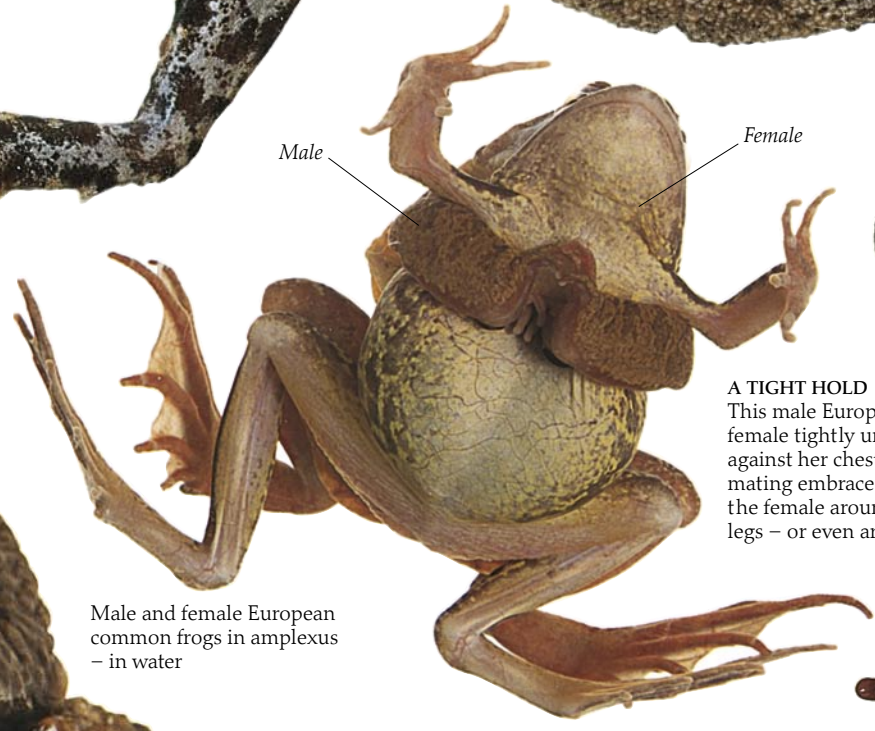 Male
Female
A TIGHT HOLD
This male Europ
female tightly u
against her ches
mating embrace
the female arou
legs – or even a
Male and female European
common frogs in amplexus
– in water